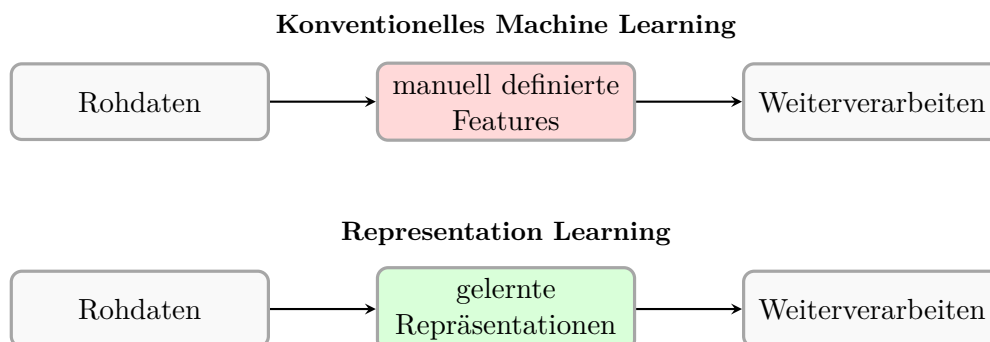 Konventionelles Machine Learning
Rohdaten
manuell definierte
Features
Weiterverarbeiten
Representation Learning
Rohdaten
gelernte
Repräsentationen
Weiterverarbeiten